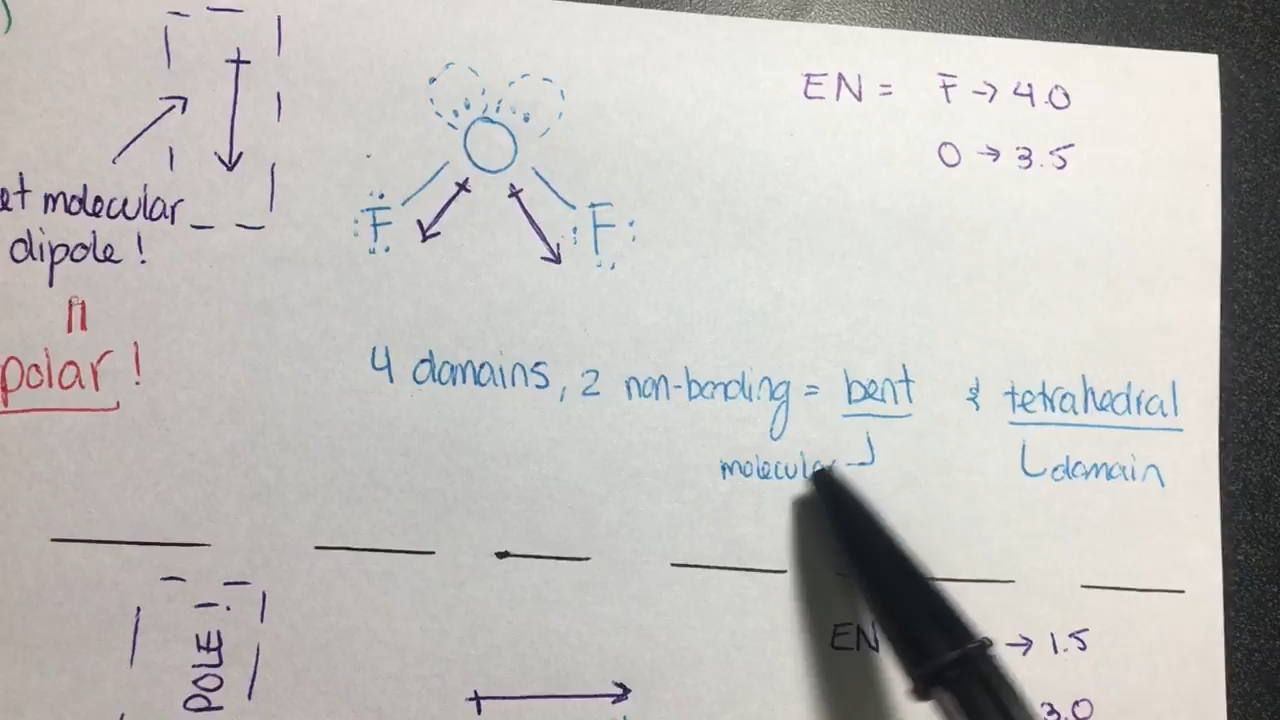 EN = F → 4.0
O → 3.5
O
:F: :F:
molecular
dipole!
polar!
4 domains, 2 non-bonding = bent & tetrahedral
molecular domain
POLE!
EN → 1.5
3.0